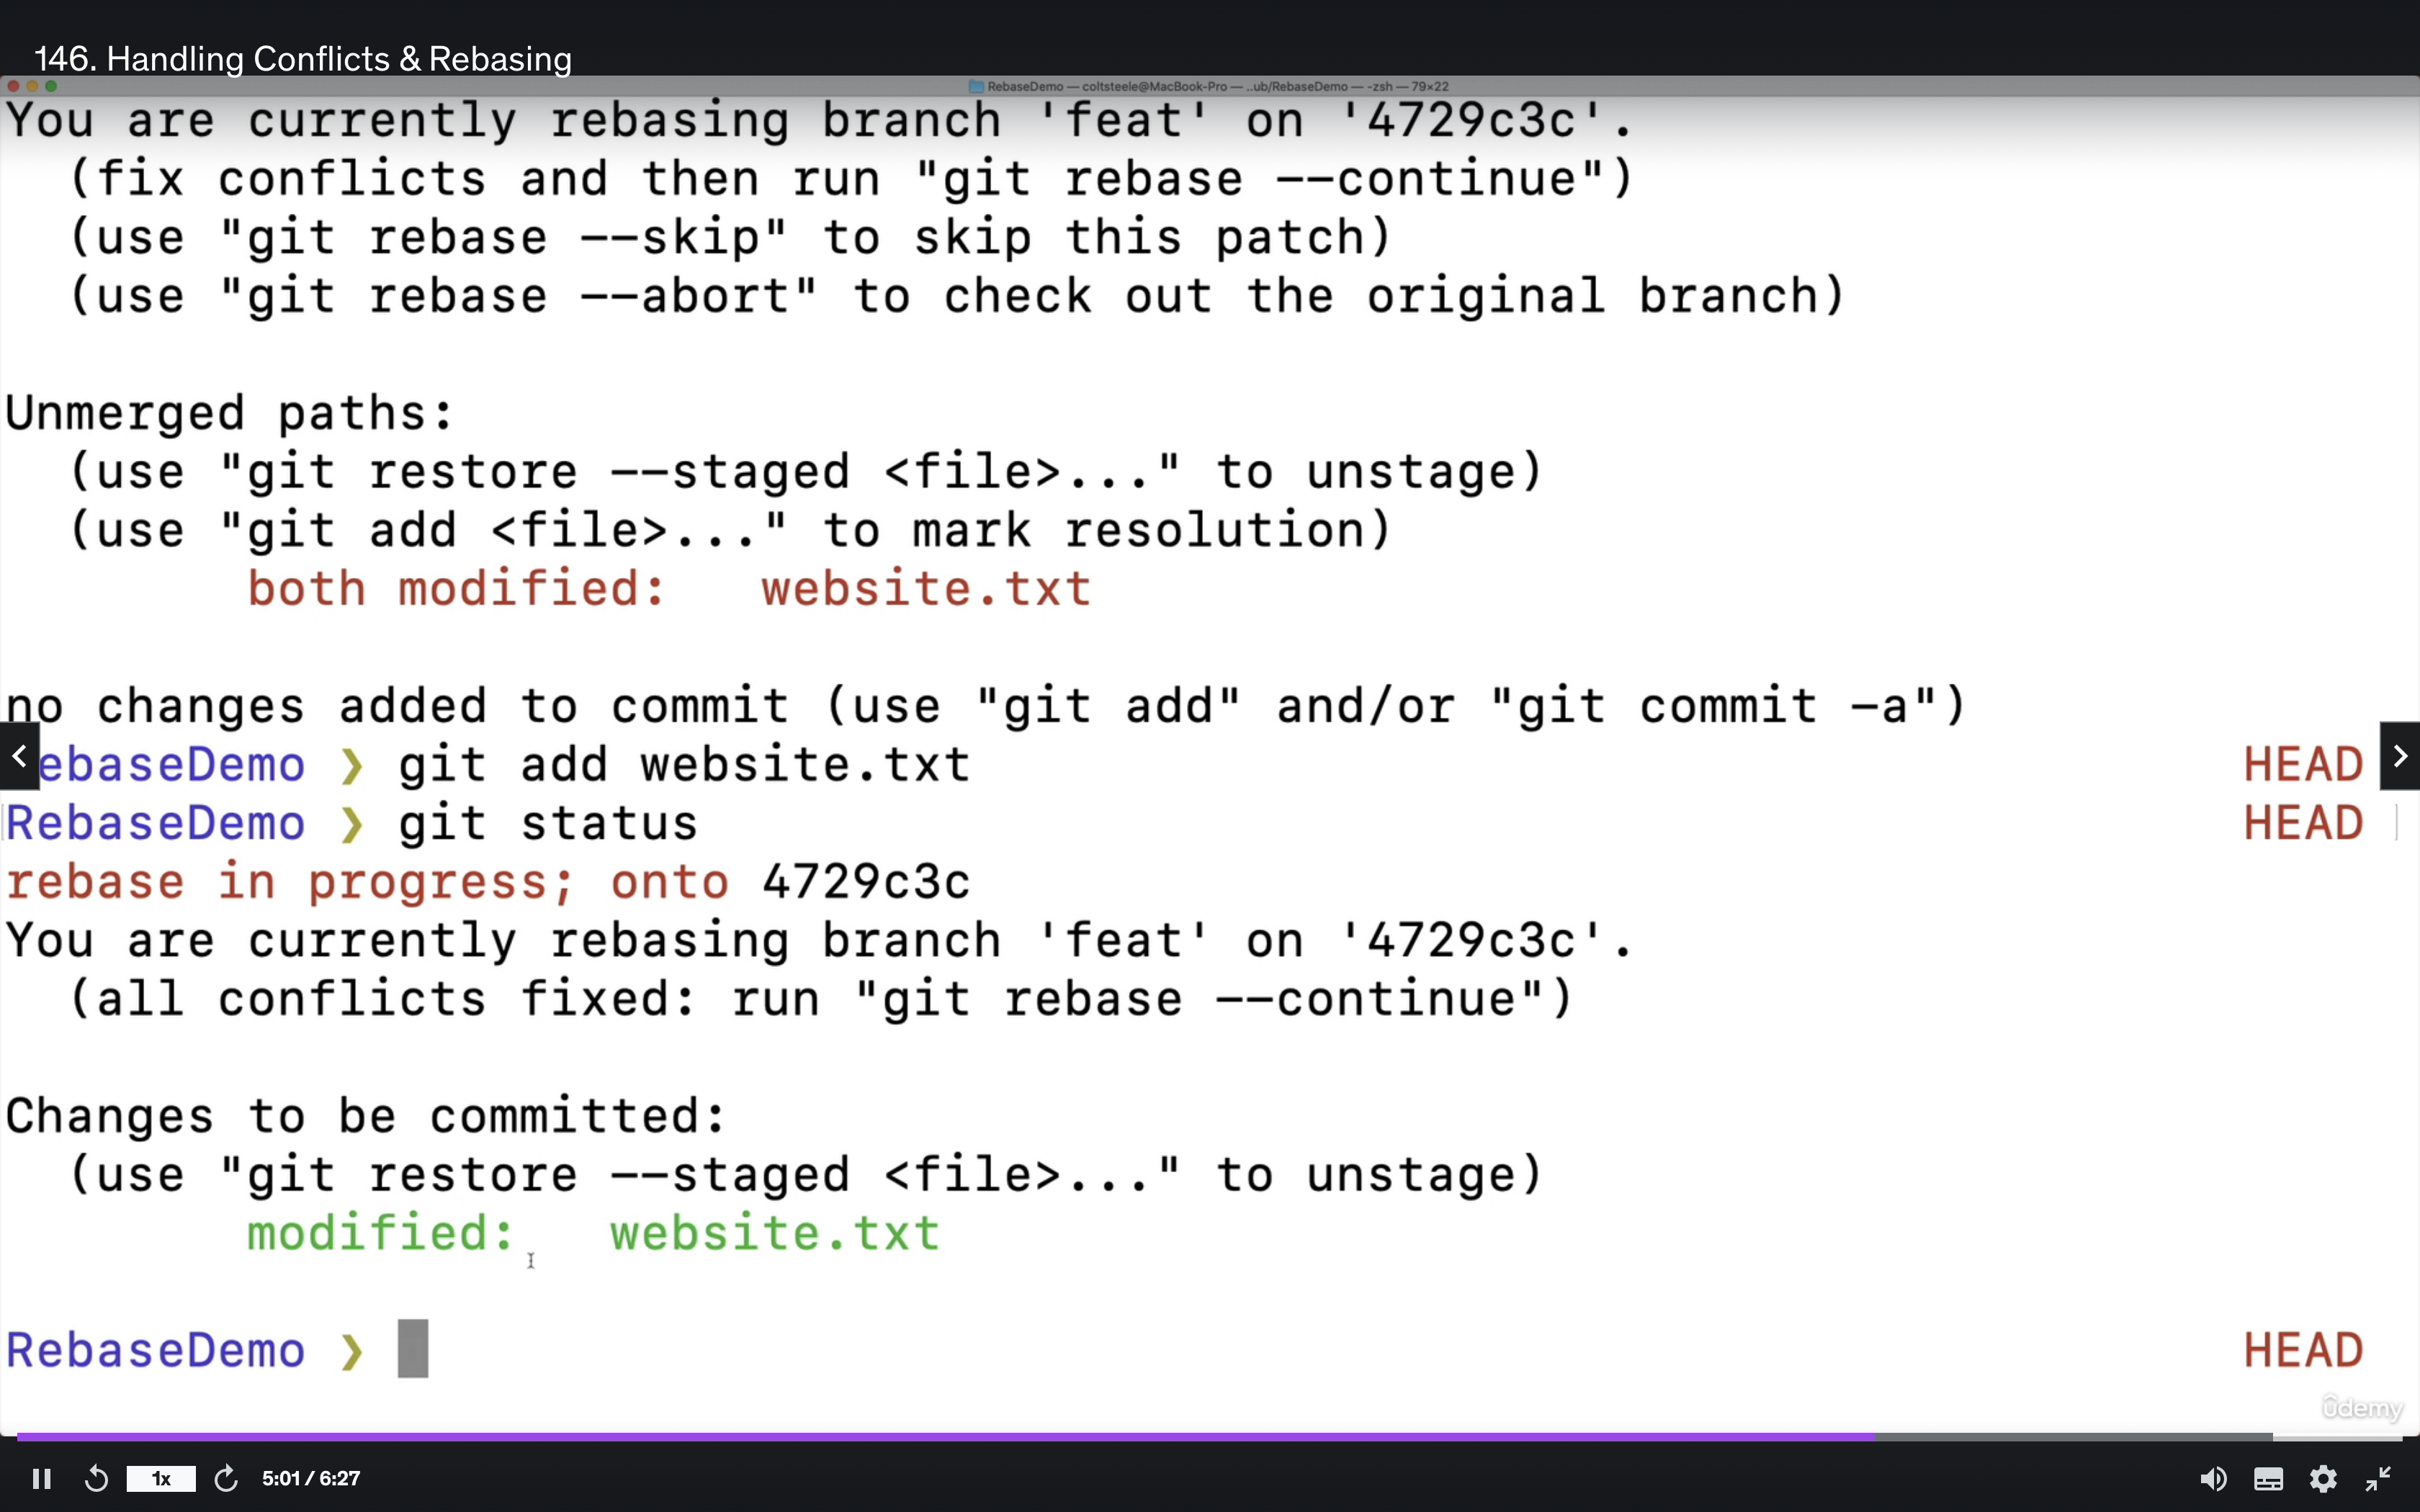 146. Handling Conflicts & Rebasing
RebaseDemo — coltsteele@MacBook-Pro — ..ub/RebaseDemo — -zsh — 79×22
You are currently rebasing branch 'feat' on '4729c3c'.
(fix conflicts and then run "git rebase --continue")
(use "git rebase --skip" to skip this patch)
(use "git rebase --abort" to check out the original branch)
Unmerged paths:
(use "git restore --staged <file>..." to unstage)
(use "git add <file>..." to mark resolution)
both modified: website.txt
no changes added to commit (use "git add" and/or "git commit -a")
ebaseDemo ❯ git add website.txt HEAD
RebaseDemo ❯ git status HEAD
rebase in progress; onto 4729c3c
You are currently rebasing branch 'feat' on '4729c3c'.
(all conflicts fixed: run "git rebase --continue")
Changes to be committed:
(use "git restore --staged <file>..." to unstage)
modified: website.txt
RebaseDemo ❯ HEAD
ûdemy
1x 5:01 / 6:27